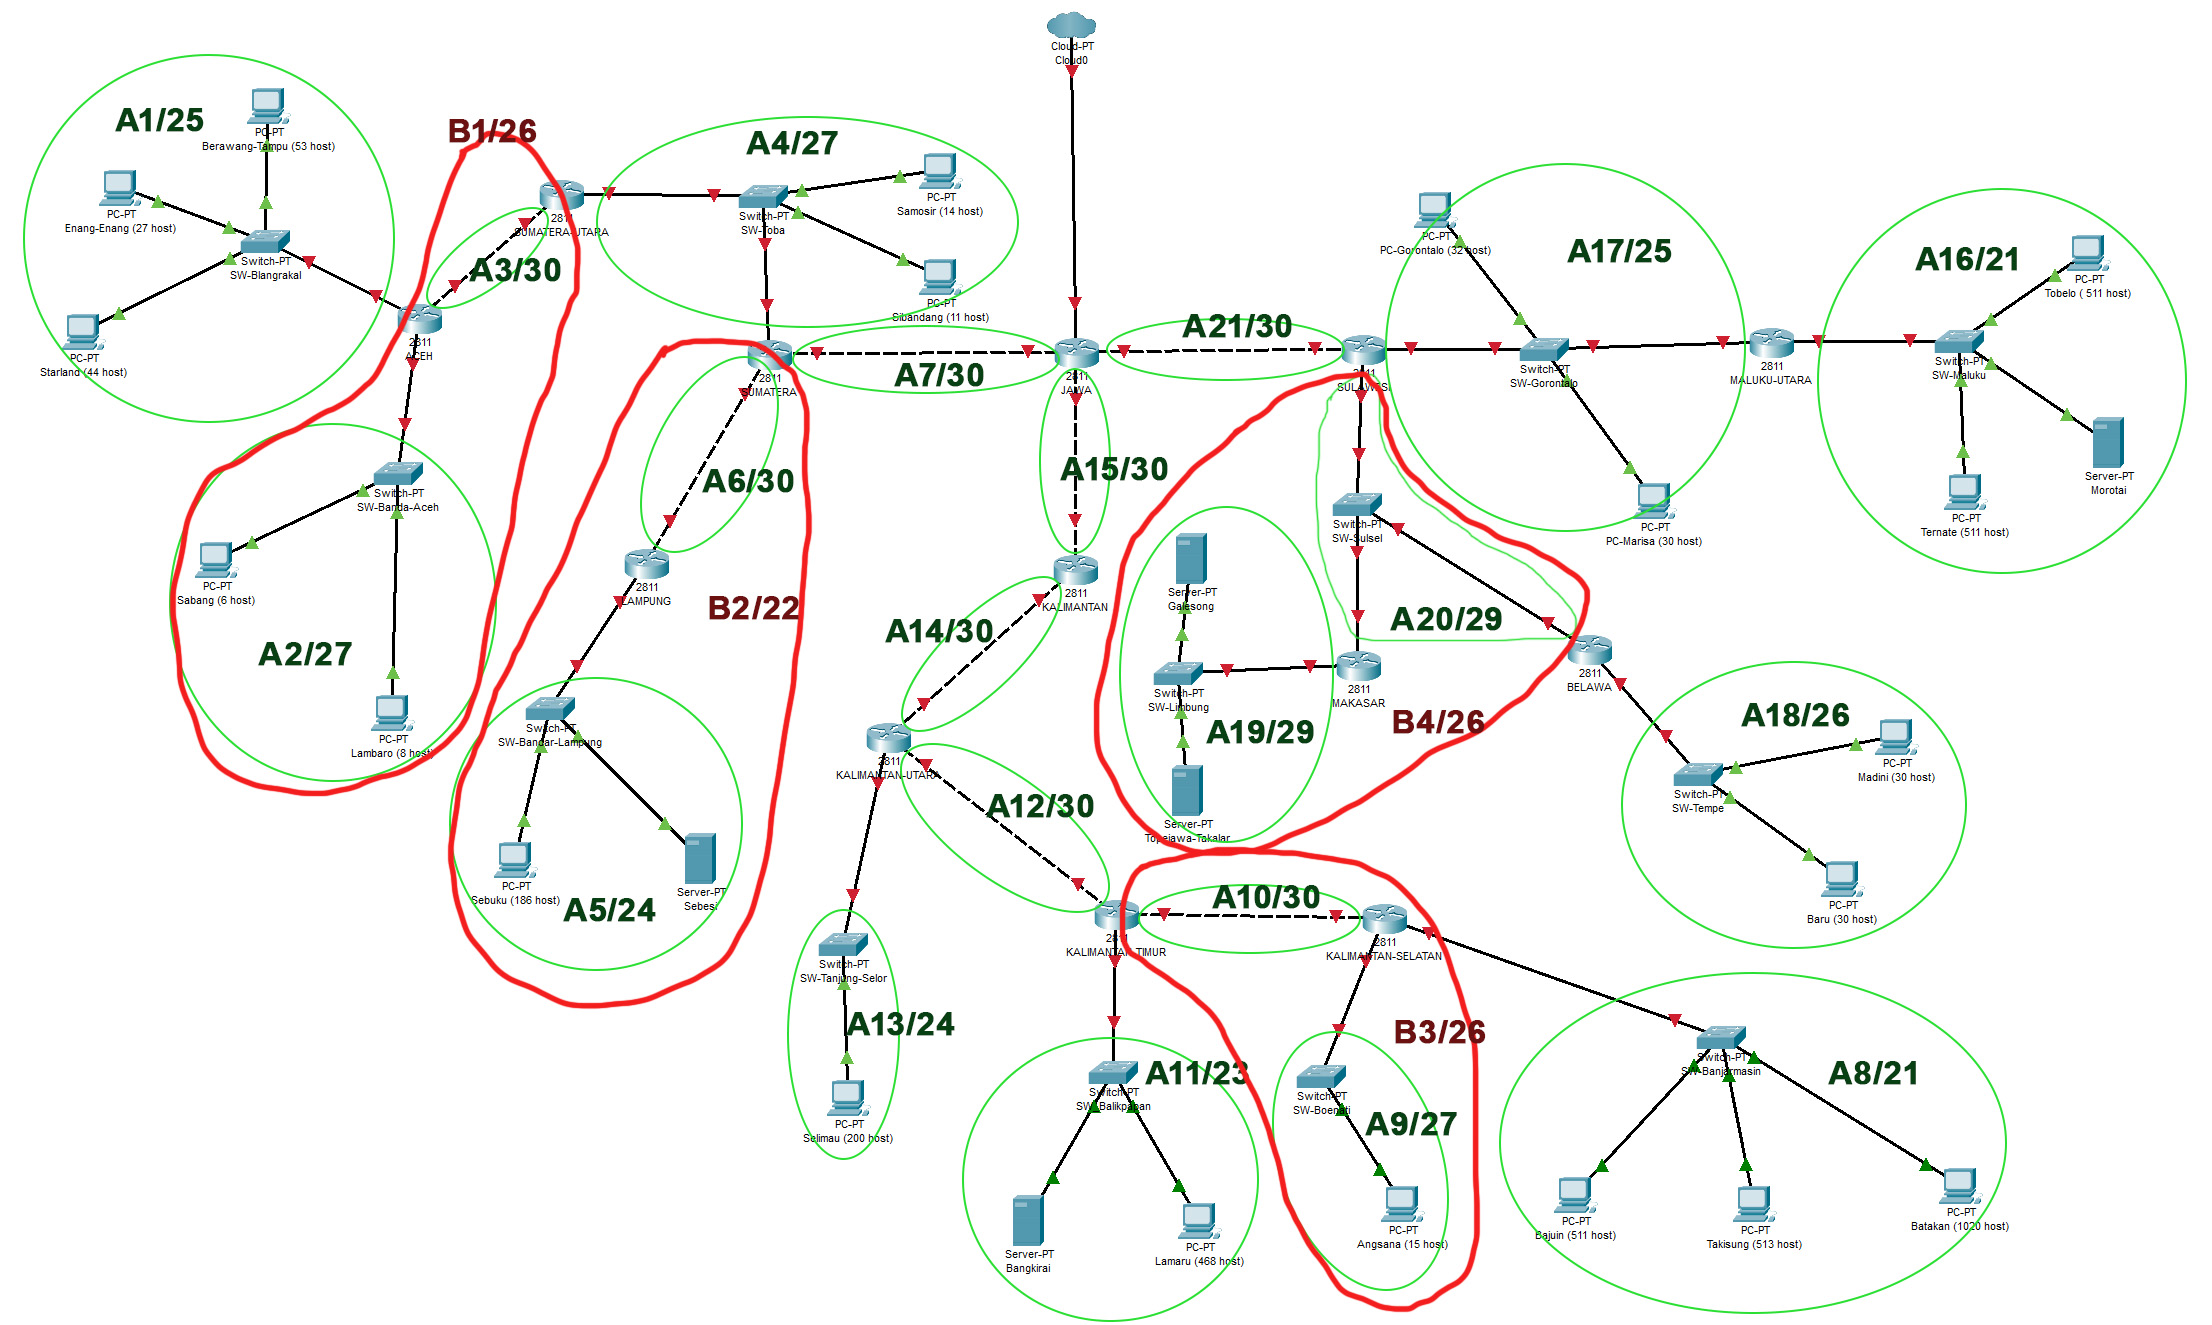 Cloud-PT
Cloud0
A1/25
PC-PT
Berawang-Tampu (53 host)
PC-PT
Enang-Enang (27 host)
Switch-PT
SW-Blangrakal
PC-PT
Starland (44 host)
B1/26
2811
SUMATERA-UTARA
A3/30
2811
ACEH
A4/27
PC-PT
Samosir (14 host)
Switch-PT
SW-Toba
PC-PT
Sibandang (11 host)
Switch-PT
SW-Banda-Aceh
PC-PT
Sabang (6 host)
A2/27
PC-PT
Lambaro (8 host)
2811
SUMATERA
A7/30
2811
JAWA
A21/30
2811
SULAWESI
A6/30
2811
LAMPUNG
B2/22
Switch-PT
SW-Bandar-Lampung
PC-PT
Sebuku (186 host)
Server-PT
Sebesi
A5/24
A15/30
2811
KALIMANTAN
A14/30
2811
KALIMANTAN-UTARA
A12/30
Switch-PT
SW-Tanjung-Selor
A13/24
PC-PT
Selimau (200 host)
PC-PT
PC-Gorontalo (32 host)
A17/25
Switch-PT
SW-Gorontalo
PC-PT
PC-Marisa (30 host)
2811
MALUKU-UTARA
A16/21
PC-PT
Tobelo ( 511 host)
Switch-PT
SW-Maluku
Server-PT
Morotai
PC-PT
Ternate (511 host)
Switch-PT
SW-Sulsel
Server-PT
Galesong
A20/29
Switch-PT
SW-Limbung
2811
MAKASAR
2811
BELAWA
A19/29
B4/26
Server-PT
Topejawa-Takalar
A18/26
PC-PT
Madini (30 host)
Switch-PT
SW-Tempe
PC-PT
Baru (30 host)
2811
KALIMANTAN-TIMUR
A10/30
2811
KALIMANTAN-SELATAN
B3/26
A11/23
Switch-PT
SW-Balikpapan
Server-PT
Bangkirai
PC-PT
Lamaru (468 host)
Switch-PT
SW-Boenati
A9/27
PC-PT
Angsana (15 host)
Switch-PT
SW-Banjarmasin
A8/21
PC-PT
Bajuin (511 host)
PC-PT
Takisung (513 host)
PC-PT
Batakan (1020 host)